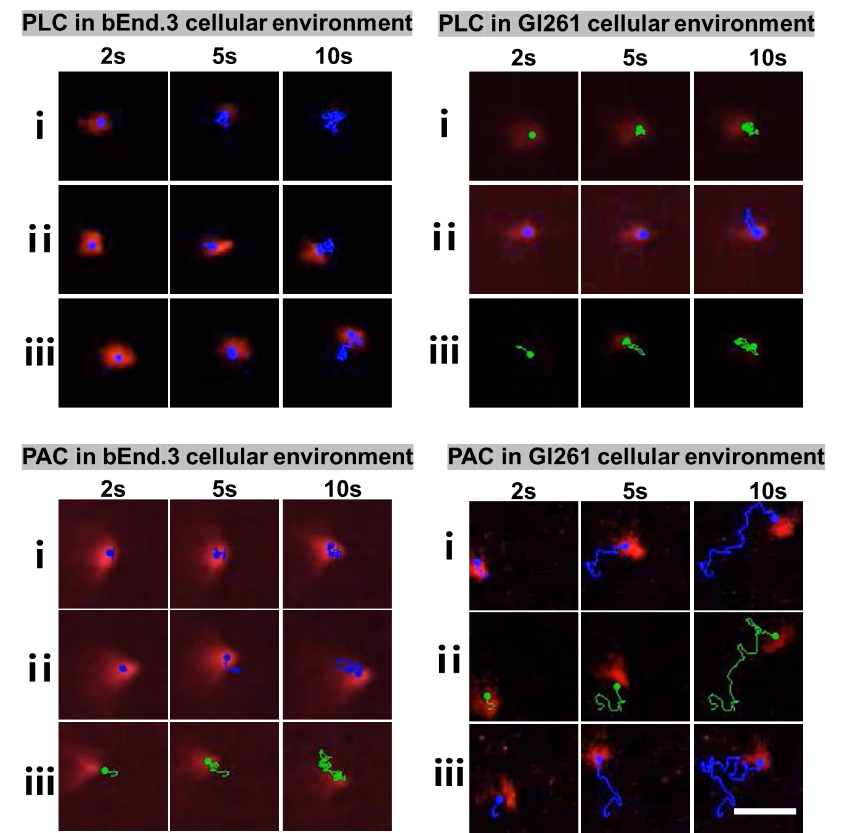 PLC in bEnd.3 cellular environment
2s 5s 10s
i
ii
iii
PLC in Gl261 cellular environment
2s 5s 10s
i
ii
iii
PAC in bEnd.3 cellular environment
2s 5s 10s
i
ii
iii
PAC in Gl261 cellular environment
2s 5s 10s
i
ii
iii